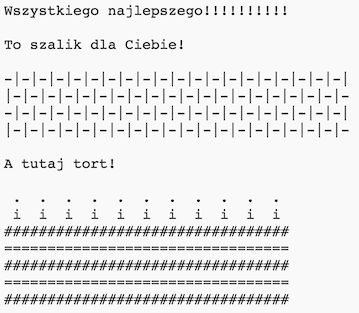 Wszystkiego najlepszego!!!!!!!!!!
To szalik dla Ciebie!
-|-|-|-|-|-|-|-|-|-|-|-|-|-|-|-|-|-|-|-|
|-|-|-|-|-|-|-|-|-|-|-|-|-|-|-|-|-|-|-|-
-|-|-|-|-|-|-|-|-|-|-|-|-|-|-|-|-|-|-|-|
|-|-|-|-|-|-|-|-|-|-|-|-|-|-|-|-|-|-|-|-
A tutaj tort!
 .  .  .  .  .  .  .  .  .  .  .
 i  i  i  i  i  i  i  i  i  i  i
#################################
=================================
#################################
=================================
#################################